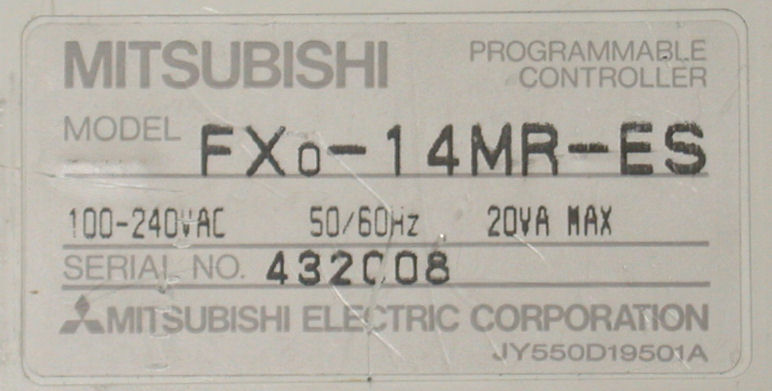 MITSUBISHI
PROGRAMMABLE
CONTROLLER
MODEL FX0-14MR-ES
100-240VAC 50/60Hz 20VA MAX
SERIAL NO. 432008
MITSUBISHI ELECTRIC CORPORATION
JY550D19501A